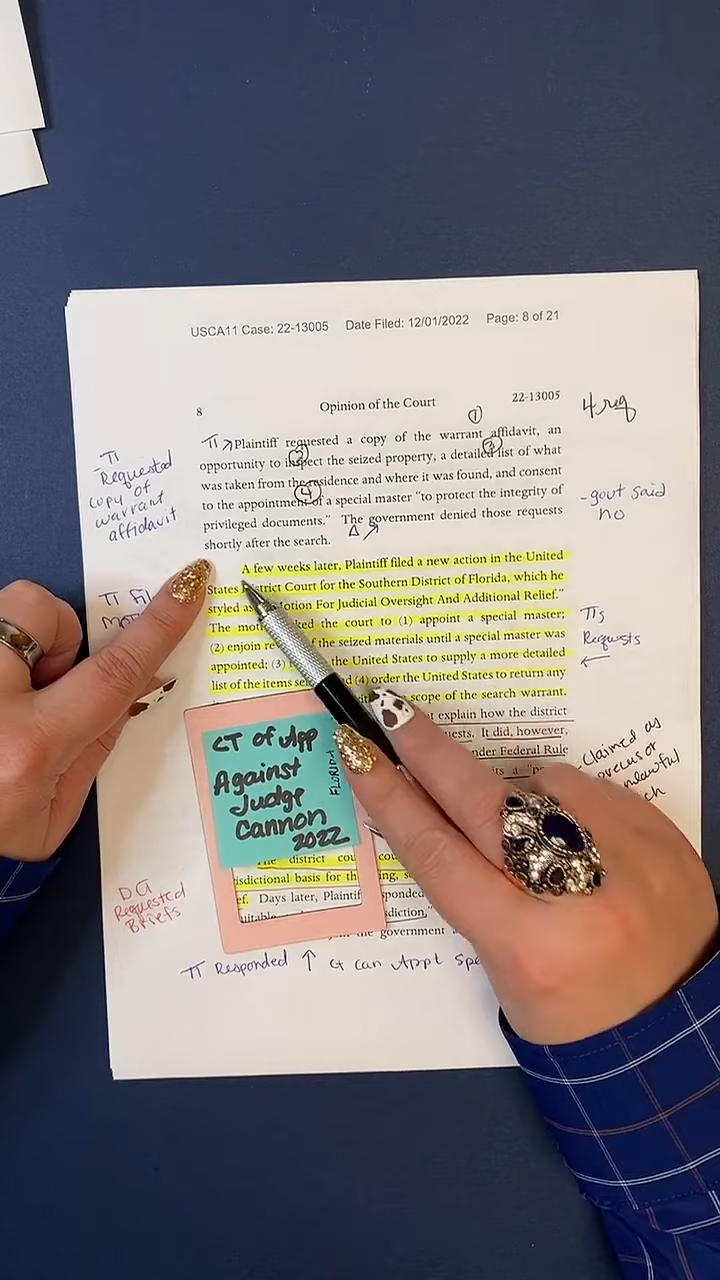 USCA11 Case: 22-13005 Date Filed: 12/01/2022 Page: 8 of 21
8 Opinion of the Court 22-13005
① 4 req
π → Plaintiff requested a copy of the warrant affidavit, an
② ③
opportunity to inspect the seized property, a detailed list of what
was taken from the residence and where it was found, and consent
④
to the appointment of a special master "to protect the integrity of
privileged documents." The government denied those requests
Δ
shortly after the search.
- π
Requested
copy of
warrant
affidavit
- gout said
no
A few weeks later, Plaintiff filed a new action in the United
States District Court for the Southern District of Florida, which he
styled as Motion For Judicial Oversight And Additional Relief."
The asked the court to (1) appoint a special master;
(2) enjoin of the seized materials until a special master was
appointed; (3) the United States to supply a more detailed
list of the items and (4) order the United States to return any
scope of the search warrant.
explain how the district
It did, however,
Federal Rule
π
πs
Requests
←
claimed as
CT of App
Against
Judge
Cannon
2022
FLORIDA
The district
basis for
Days later,
the government
DCt
Requested
Briefs
π Responded ↑ Ct can Appt